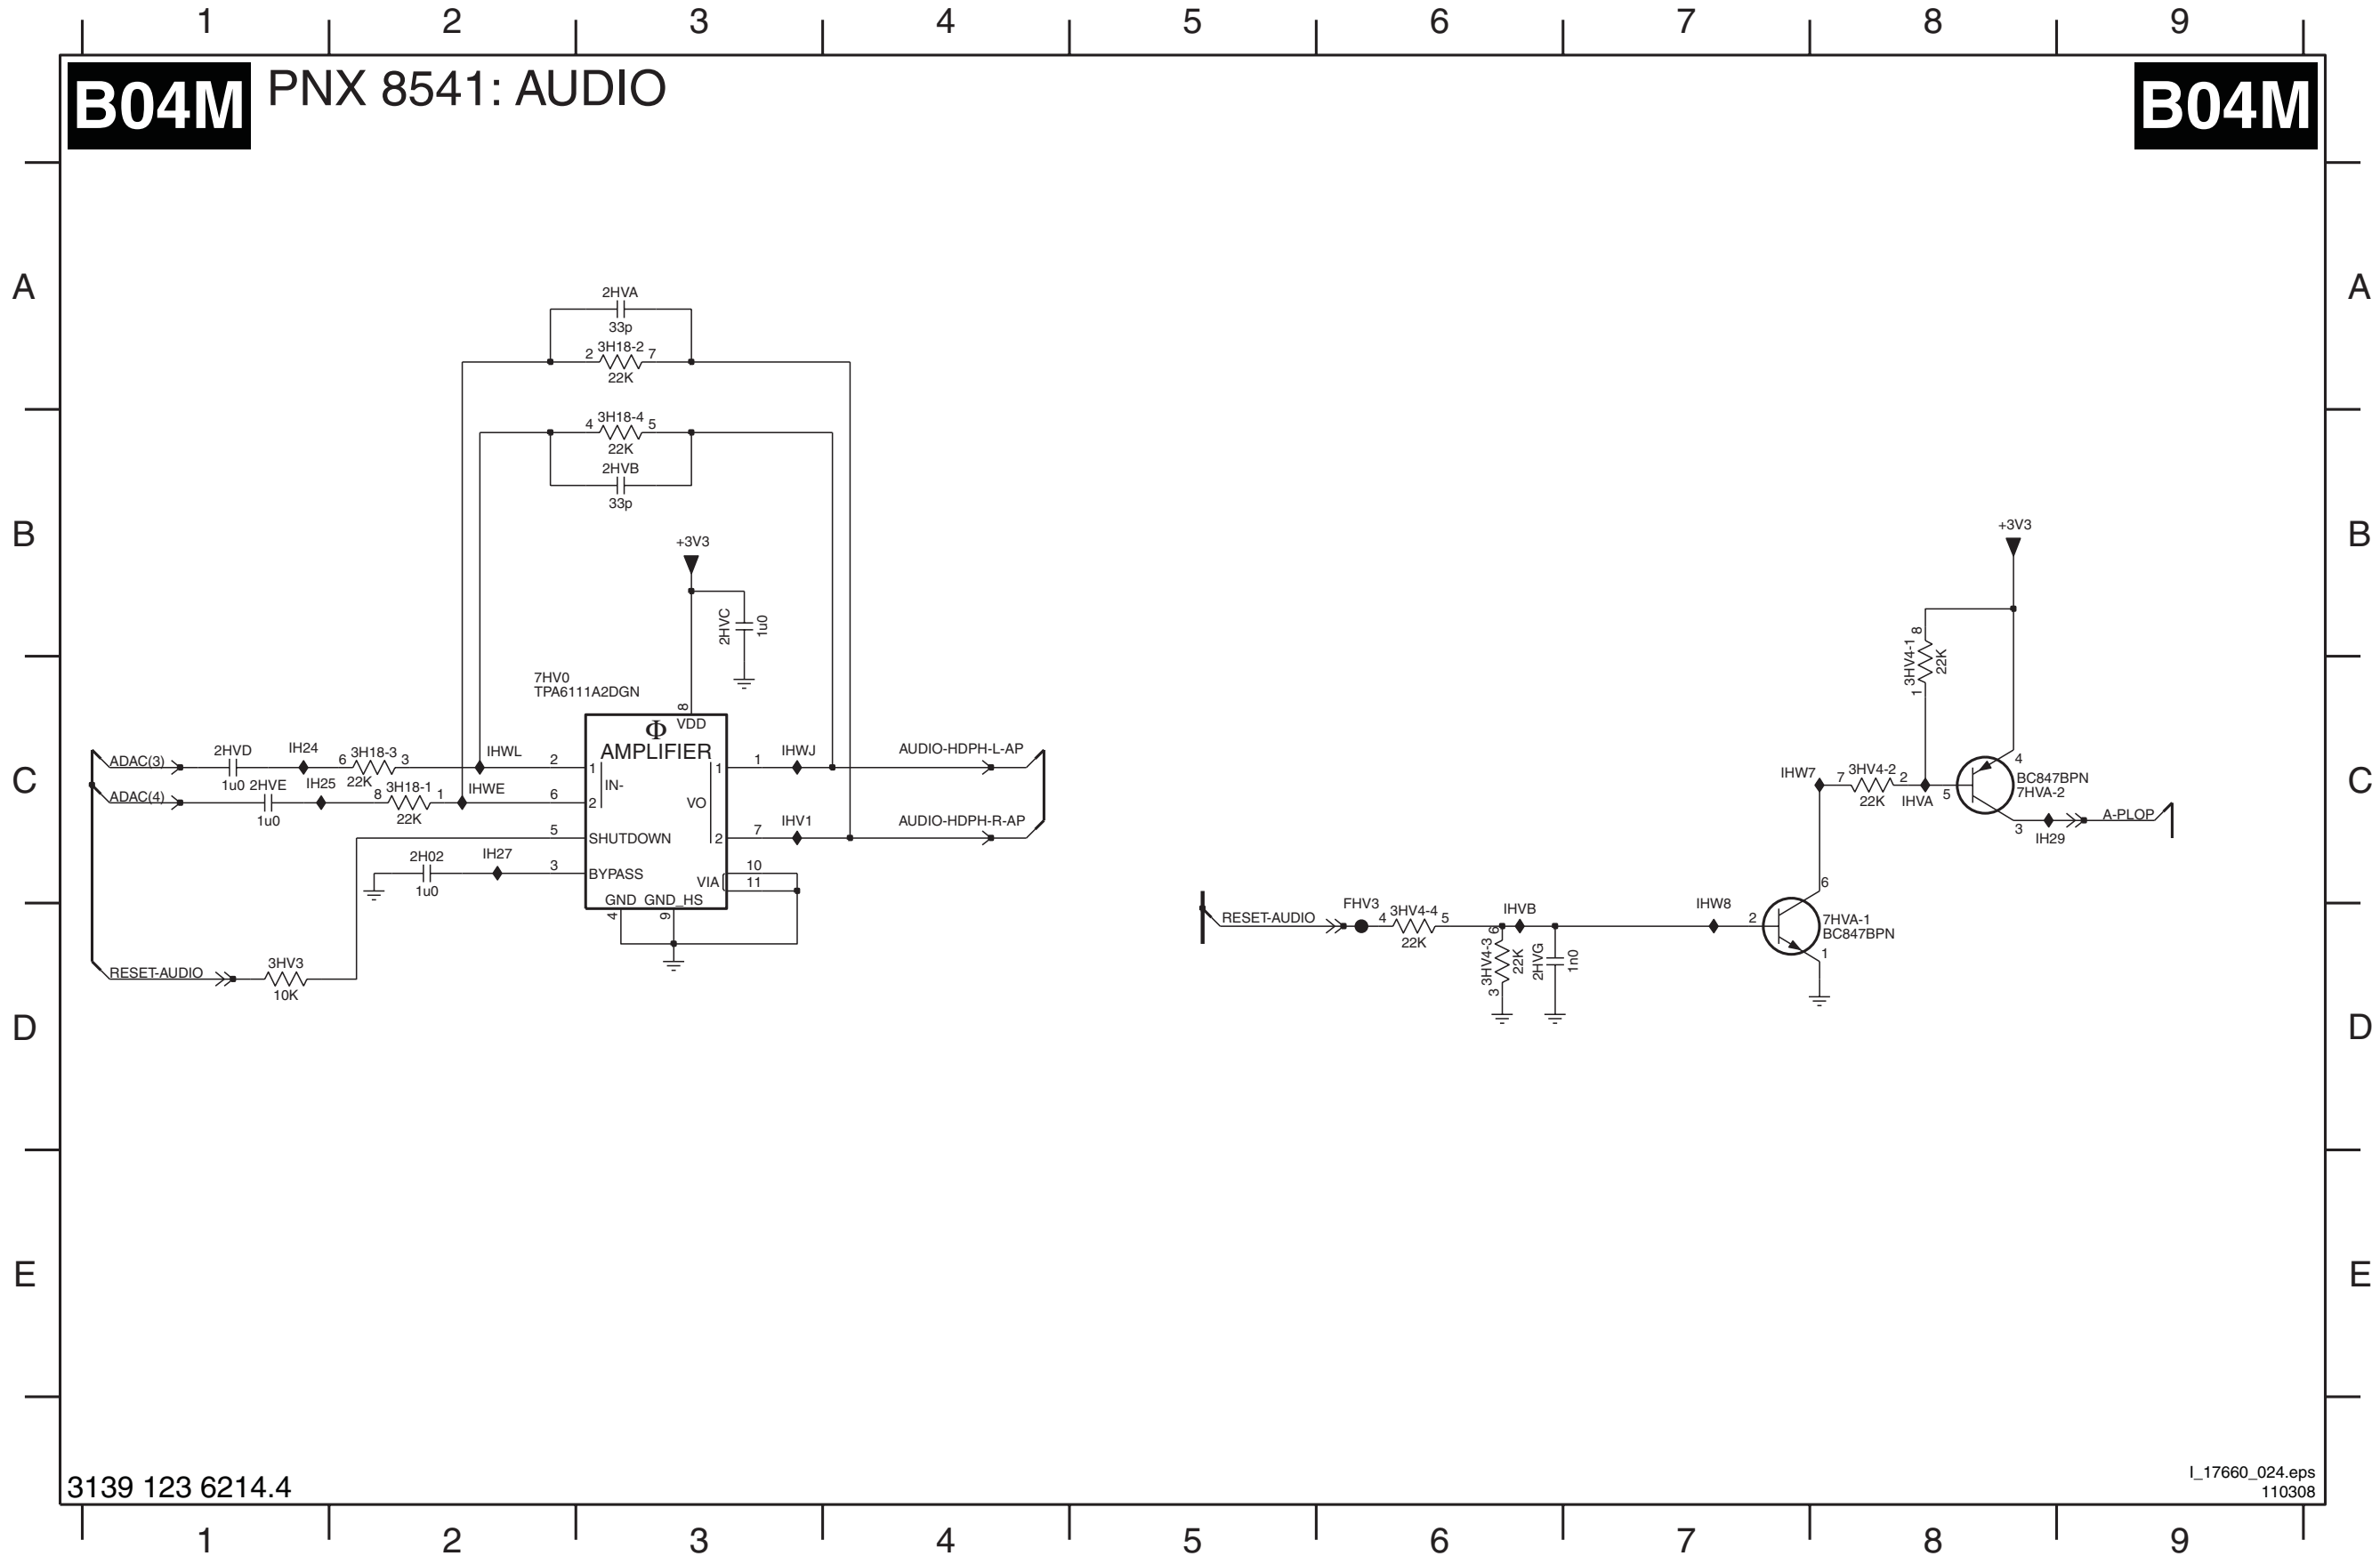 1 2 3 4 5 6 7 8 9
B04M PNX 8541: AUDIO B04M
A A
2HVA
33p
2 3H18-2 7
22K
4 3H18-4 5
22K
2HVB
33p
B B
+3V3
2HVC
1u0
7HV0
TPA6111A2DGN
8
Φ VDD
AMPLIFIER
C C
ADAC(3) 2HVD IH24 6 3H18-3 3 IHWL 2 1
1u0 22K
ADAC(4) 2HVE IH25 8 3H18-1 1 IHWE 6 2
1u0 22K
IN-
VO
1 1 IHWJ AUDIO-HDPH-L-AP
2 7 IHV1 AUDIO-HDPH-R-AP
5 SHUTDOWN
2H02 IH27 3 BYPASS
1u0
VIA 10
11
GND GND_HS
4 9
RESET-AUDIO 3HV3
10K
+3V3
8
3HV4-1
22K
1
IHW7 7 3HV4-2 2 IHVA 5
22K
4
BC847BPN
7HVA-2
3 IH29 A-PLOP
6
RESET-AUDIO FHV3 4 3HV4-4 5 IHVB IHW8 2
22K
7HVA-1
BC847BPN
1
6
3HV4-3
22K
3
2HVG
1n0
D D
E E
3139 123 6214.4
I_17660_024.eps
110308
1 2 3 4 5 6 7 8 9